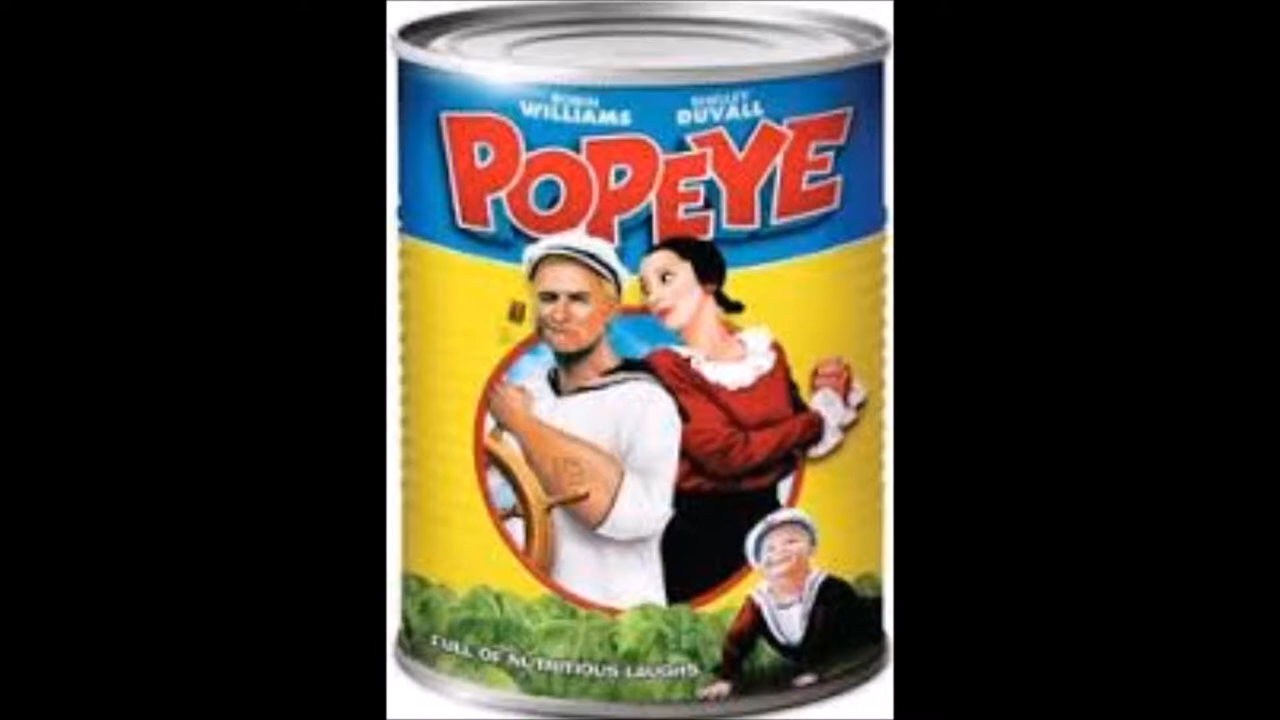 ROBIN SHELLEY
WILLIAMS DUVALL
POPEYE
FULL OF NUTRITIOUS LAUGHS